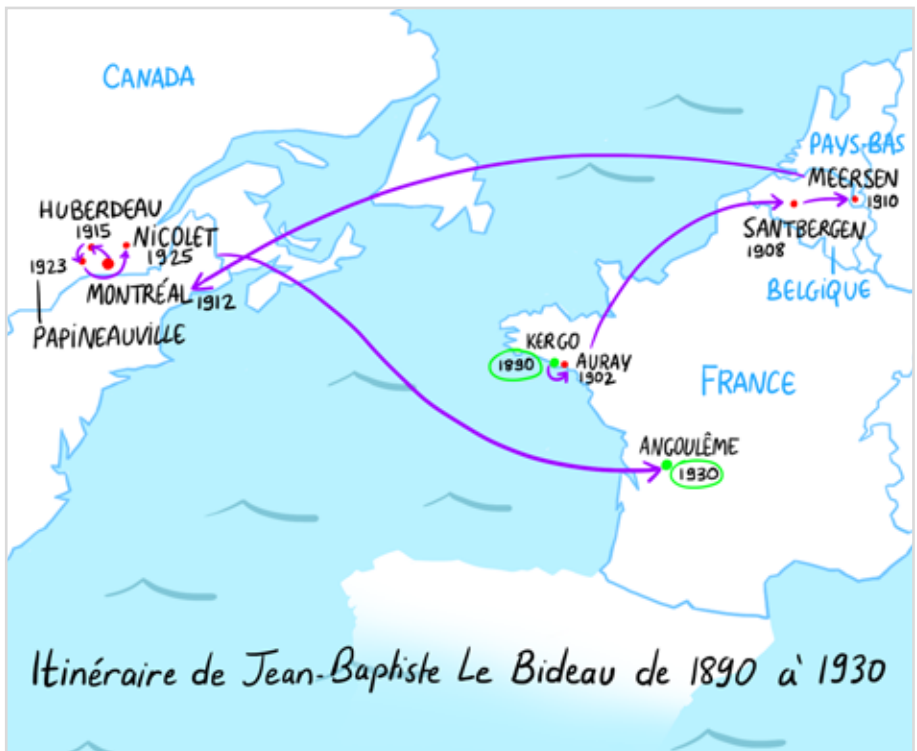 CANADA
PAYS-BAS
MEERSEN
1910
HUBERDEAU
1915
NICOLET
1925
1923
SANTBERGEN
1908
BELGIQUE
MONTRÉAL
1912
PAPINEAUVILLE
KERGO
1890
AURAY
1902
FRANCE
ANGOULÊME
1930
Itinéraire de Jean-Baptiste Le Bideau de 1890 à 1930